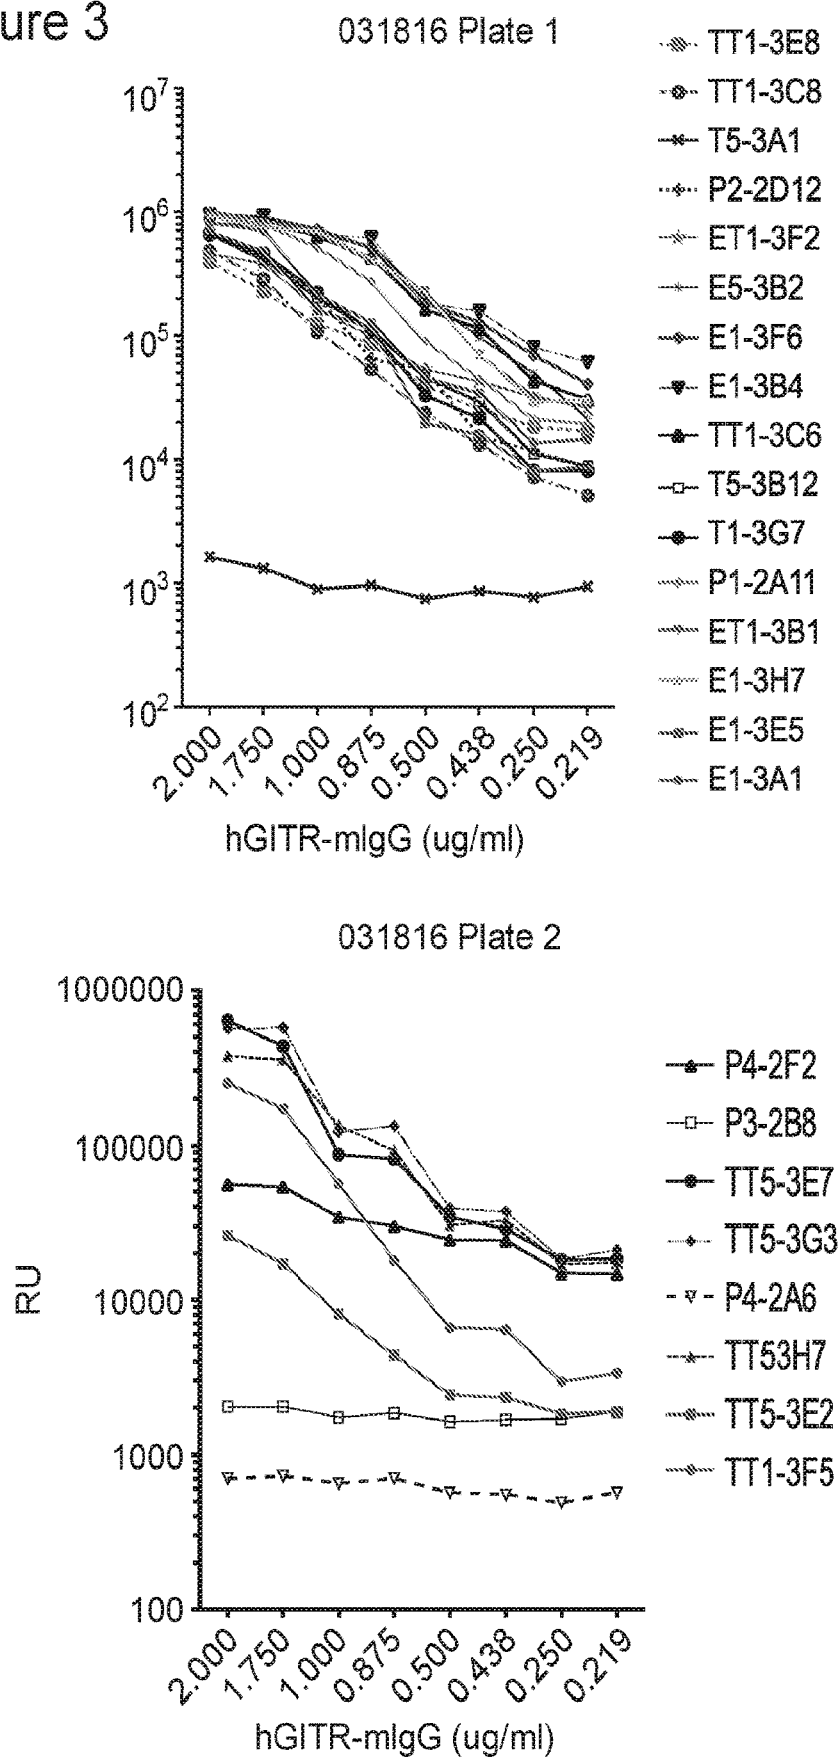 ure 3
031816 Plate 1
10^7
10^6
10^5
10^4
10^3
10^2
2.000
1.750
1.000
0.875
0.500
0.438
0.250
0.219
hGITR-mIgG (ug/ml)
TT1-3E8
TT1-3C8
T5-3A1
P2-2D12
ET1-3F2
E5-3B2
E1-3F6
E1-3B4
TT1-3C6
T5-3B12
T1-3G7
P1-2A11
ET1-3B1
E1-3H7
E1-3E5
E1-3A1
031816 Plate 2
RU
1000000
100000
10000
1000
100
2.000
1.750
1.000
0.875
0.500
0.438
0.250
0.219
hGITR-mIgG (ug/ml)
P4-2F2
P3-2B8
TT5-3E7
TT5-3G3
P4-2A6
TT53H7
TT5-3E2
TT1-3F5